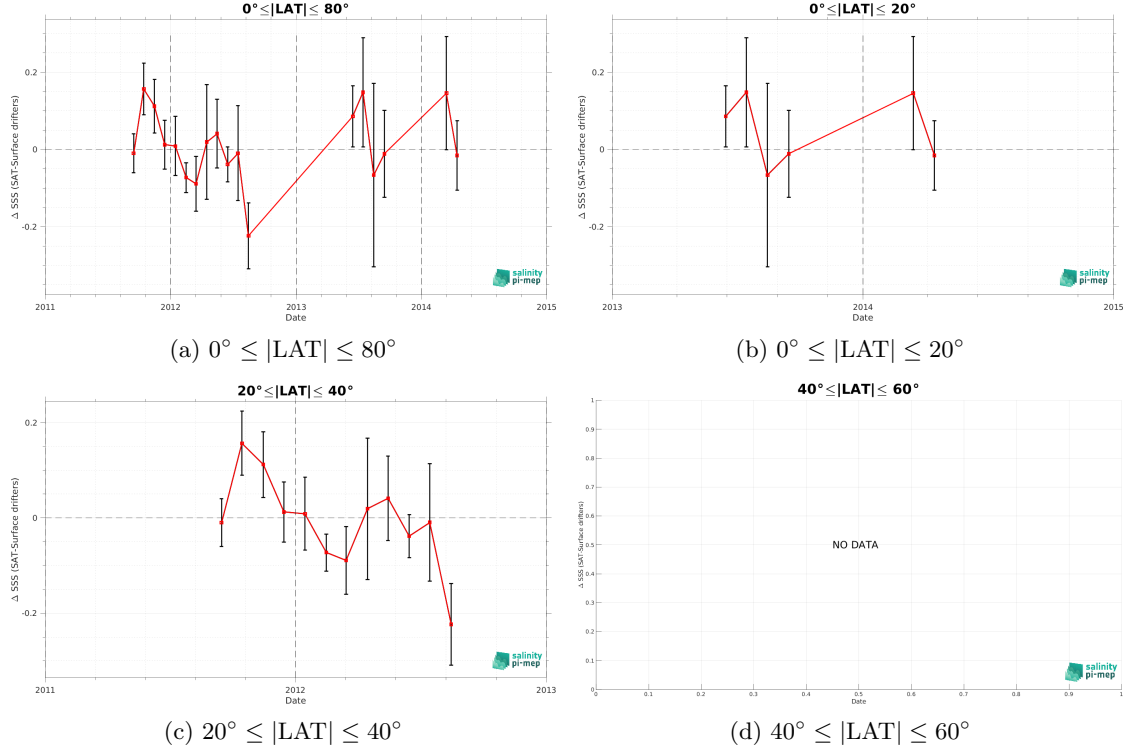 0°≤|LAT|≤ 80°
Δ SSS (SAT-Surface drifters)
0.2
0
-0.2
2011
2012
2013
2014
2015
Date
salinity
pi-mep
(a) 0° ≤ |LAT| ≤ 80°
0°≤|LAT|≤ 20°
Δ SSS (SAT-Surface drifters)
0.2
0
-0.2
2013
2014
2015
Date
salinity
pi-mep
(b) 0° ≤ |LAT| ≤ 20°
20°≤|LAT|≤ 40°
Δ SSS (SAT-Surface drifters)
0.2
0
-0.2
2011
2012
2013
Date
salinity
pi-mep
(c) 20° ≤ |LAT| ≤ 40°
40°≤|LAT|≤ 60°
Δ SSS (SAT-Surface drifters)
1
0.9
0.8
0.7
0.6
0.5
0.4
0.3
0.2
0.1
0
NO DATA
0
0.1
0.2
0.3
0.4
0.5
0.6
0.7
0.8
0.9
1
Date
salinity
pi-mep
(d) 40° ≤ |LAT| ≤ 60°